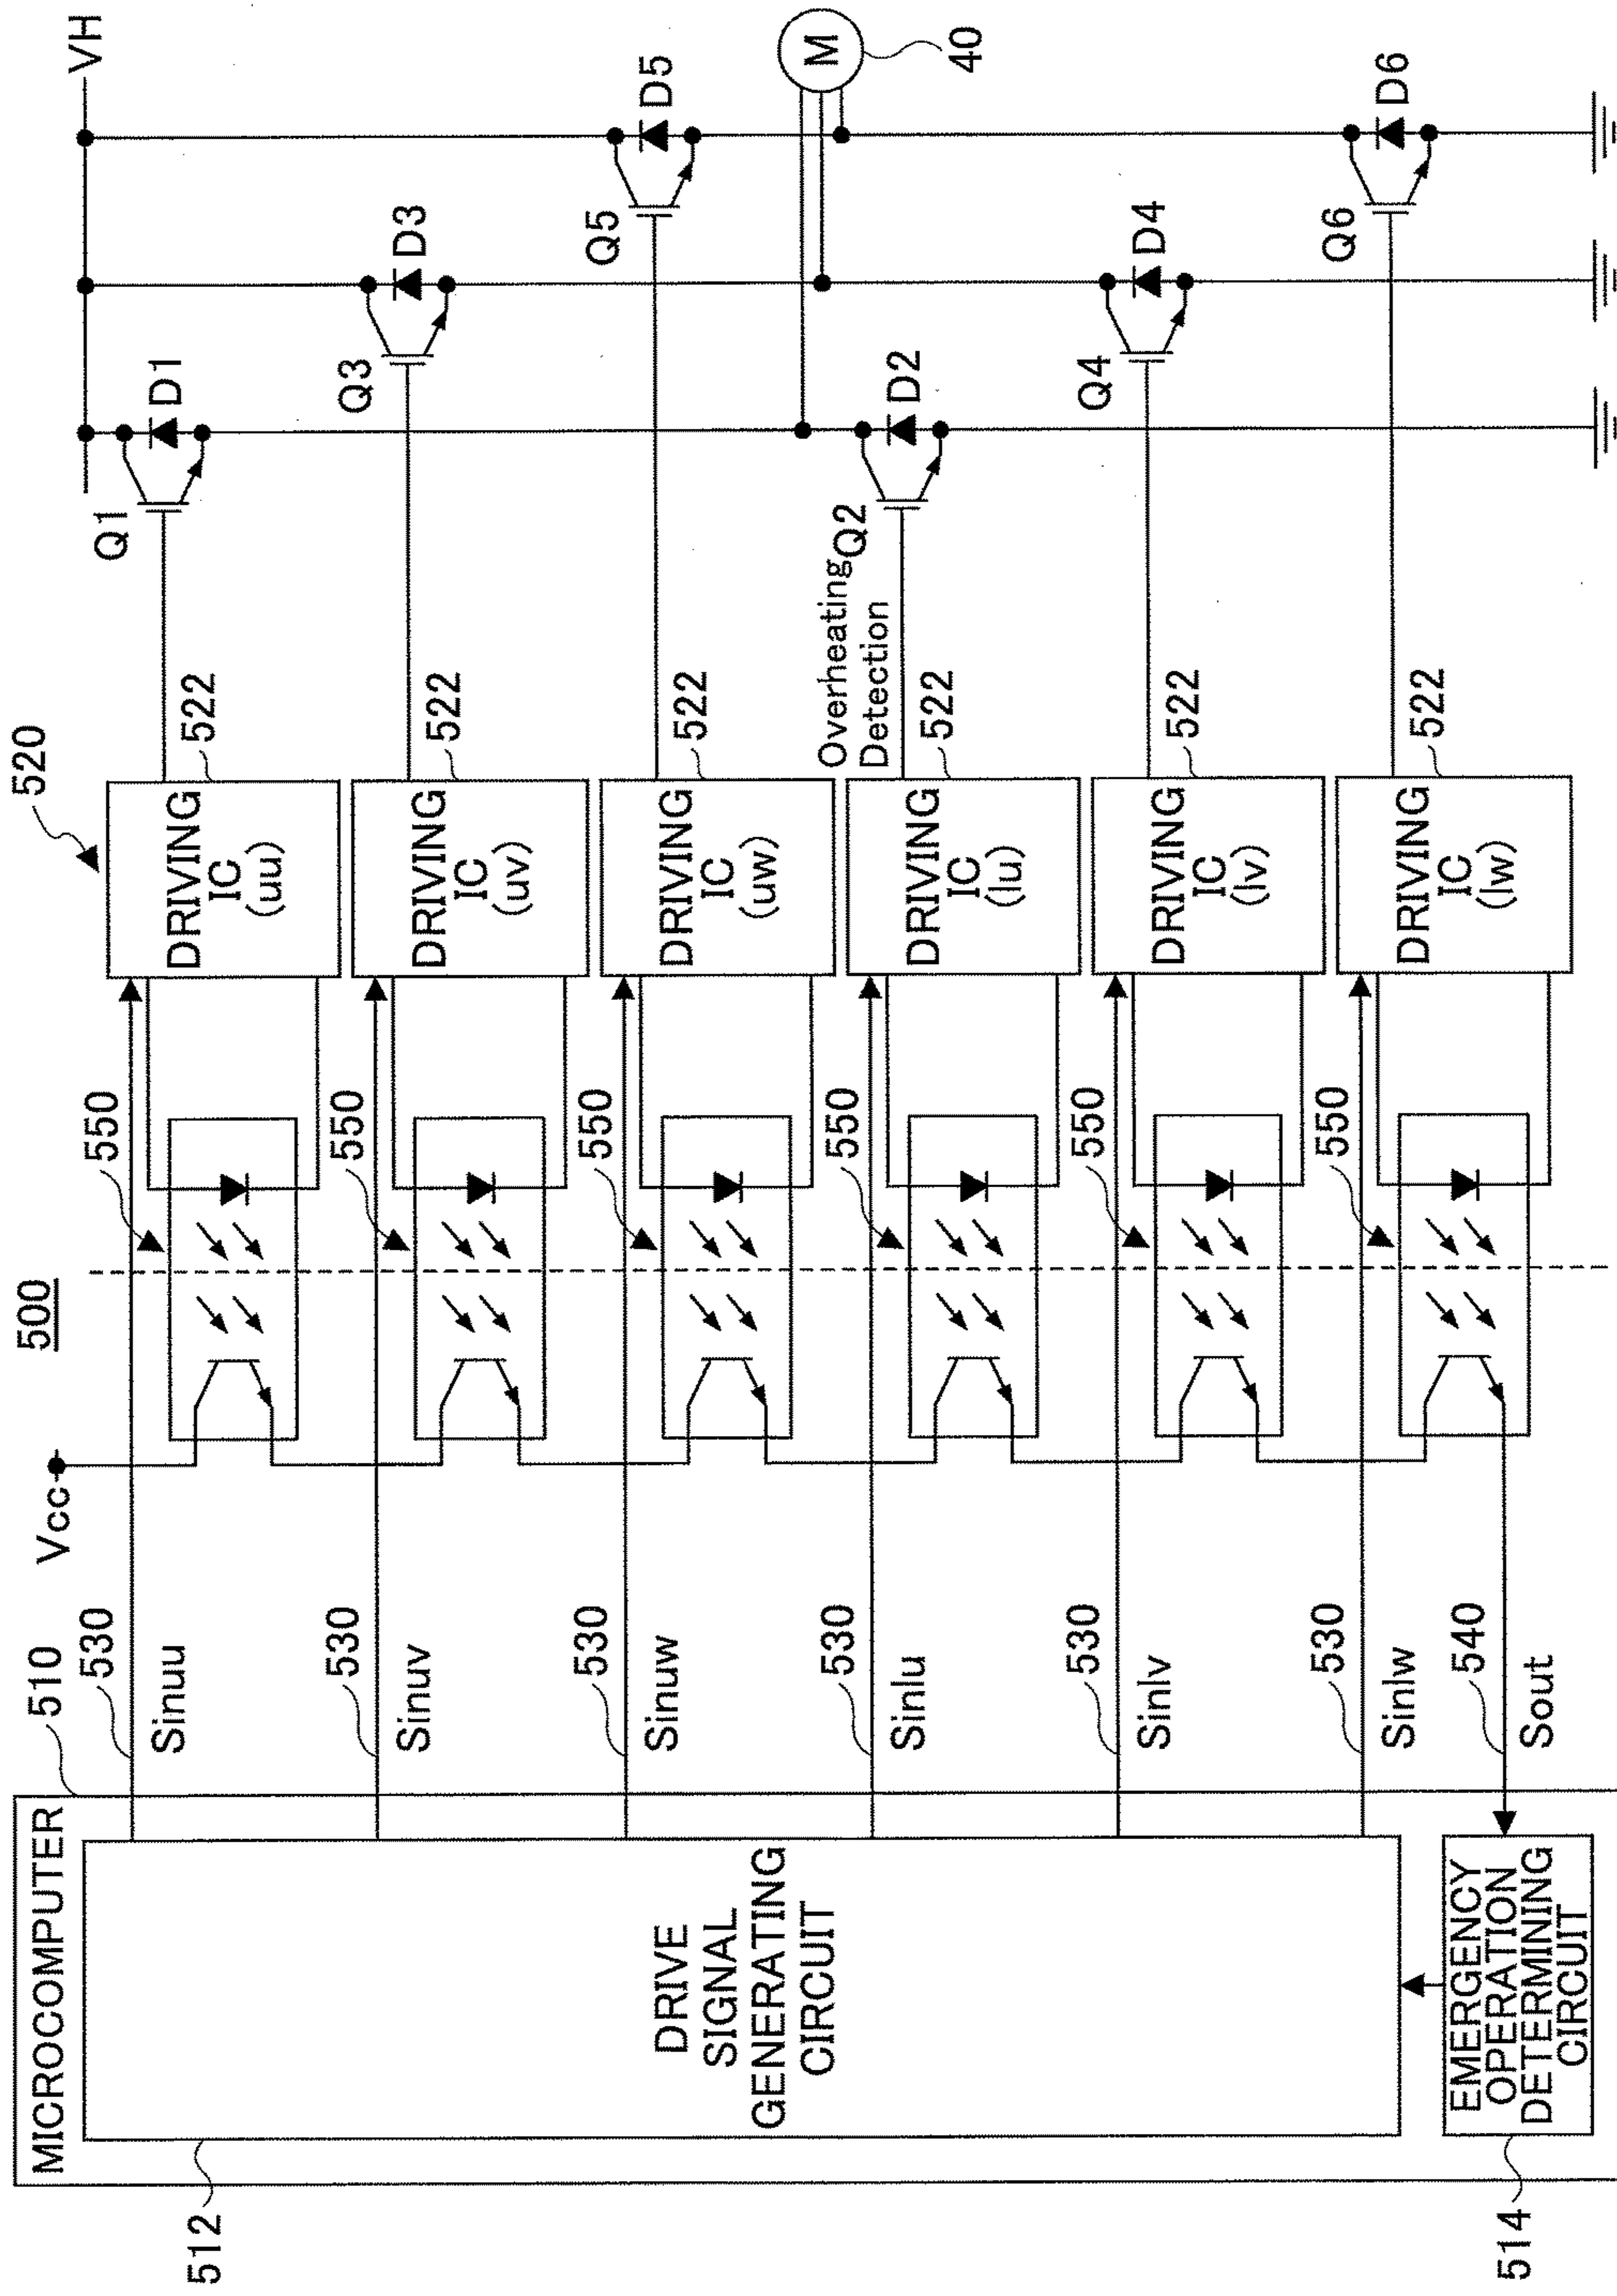 500
MICROCOMPUTER
510
512
DRIVE
SIGNAL
GENERATING
CIRCUIT
EMERGENCY
OPERATION
DETERMINING
CIRCUIT
514
Vcc
530
Sinuu
530
Sinuv
530
Sinuw
530
Sinlu
530
Sinlv
530
Sinlw
540
Sout
550
550
550
550
550
550
520
DRIVING
IC
(uu)
522
DRIVING
IC
(uv)
522
DRIVING
IC
(uw)
522
DRIVING
IC
(lu)
522
DRIVING
IC
(lv)
522
DRIVING
IC
(lw)
522
Overheating
Detection
Q1
D1
Q3
D3
Q5
D5
Q2
D2
Q4
D4
Q6
D6
VH
M
40